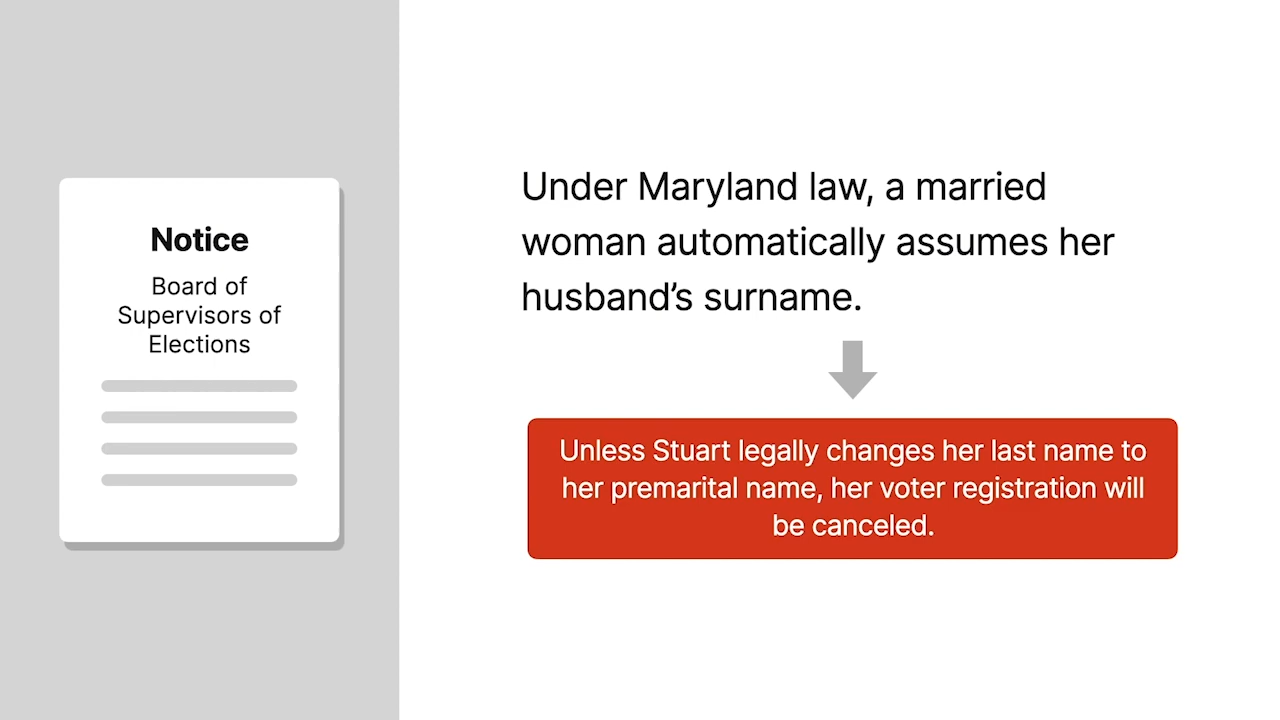 Notice
Board of
Supervisors of
Elections
Under Maryland law, a married
woman automatically assumes her
husband’s surname.
Unless Stuart legally changes her last name to
her premarital name, her voter registration will
be canceled.